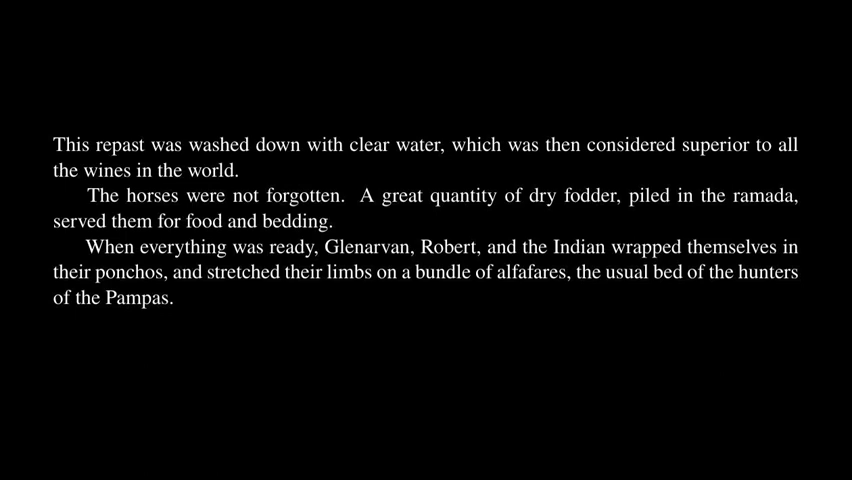 This repast was washed down with clear water, which was then considered superior to all
the wines in the world.
The horses were not forgotten. A great quantity of dry fodder, piled in the ramada,
served them for food and bedding.
When everything was ready, Glenarvan, Robert, and the Indian wrapped themselves in
their ponchos, and stretched their limbs on a bundle of alfafares, the usual bed of the hunters
of the Pampas.